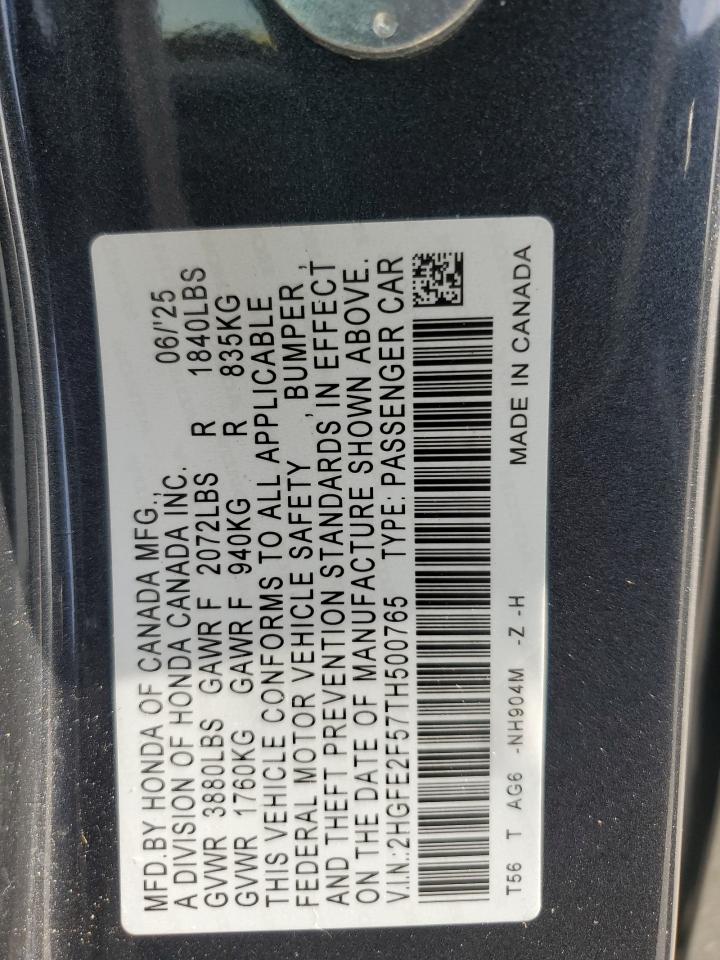 MFD.BY HONDA OF CANADA MFG., 06/'25
A DIVISION OF HONDA CANADA INC.
GVWR 3880LBS GAWR F 2072LBS R 1840LBS
GVWR 1760KG GAWR F 940KG R 835KG
THIS VEHICLE CONFORMS TO ALL APPLICABLE
FEDERAL MOTOR VEHICLE SAFETY , BUMPER ,
AND THEFT PREVENTION STANDARDS IN EFFECT
ON THE DATE OF MANUFACTURE SHOWN ABOVE.
V.I.N.:2HGFE2F57TH500765 TYPE: PASSENGER CAR
T56 T AG6 -NH904M -Z -H MADE IN CANADA